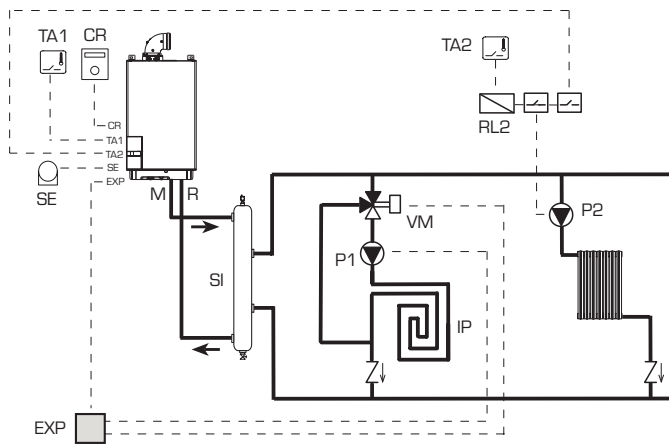 TA1 CR
TA2
RL2
CR
TA1
TA2
SE
EXP
SE
M R
VM
P2
P1
SI
IP
EXP